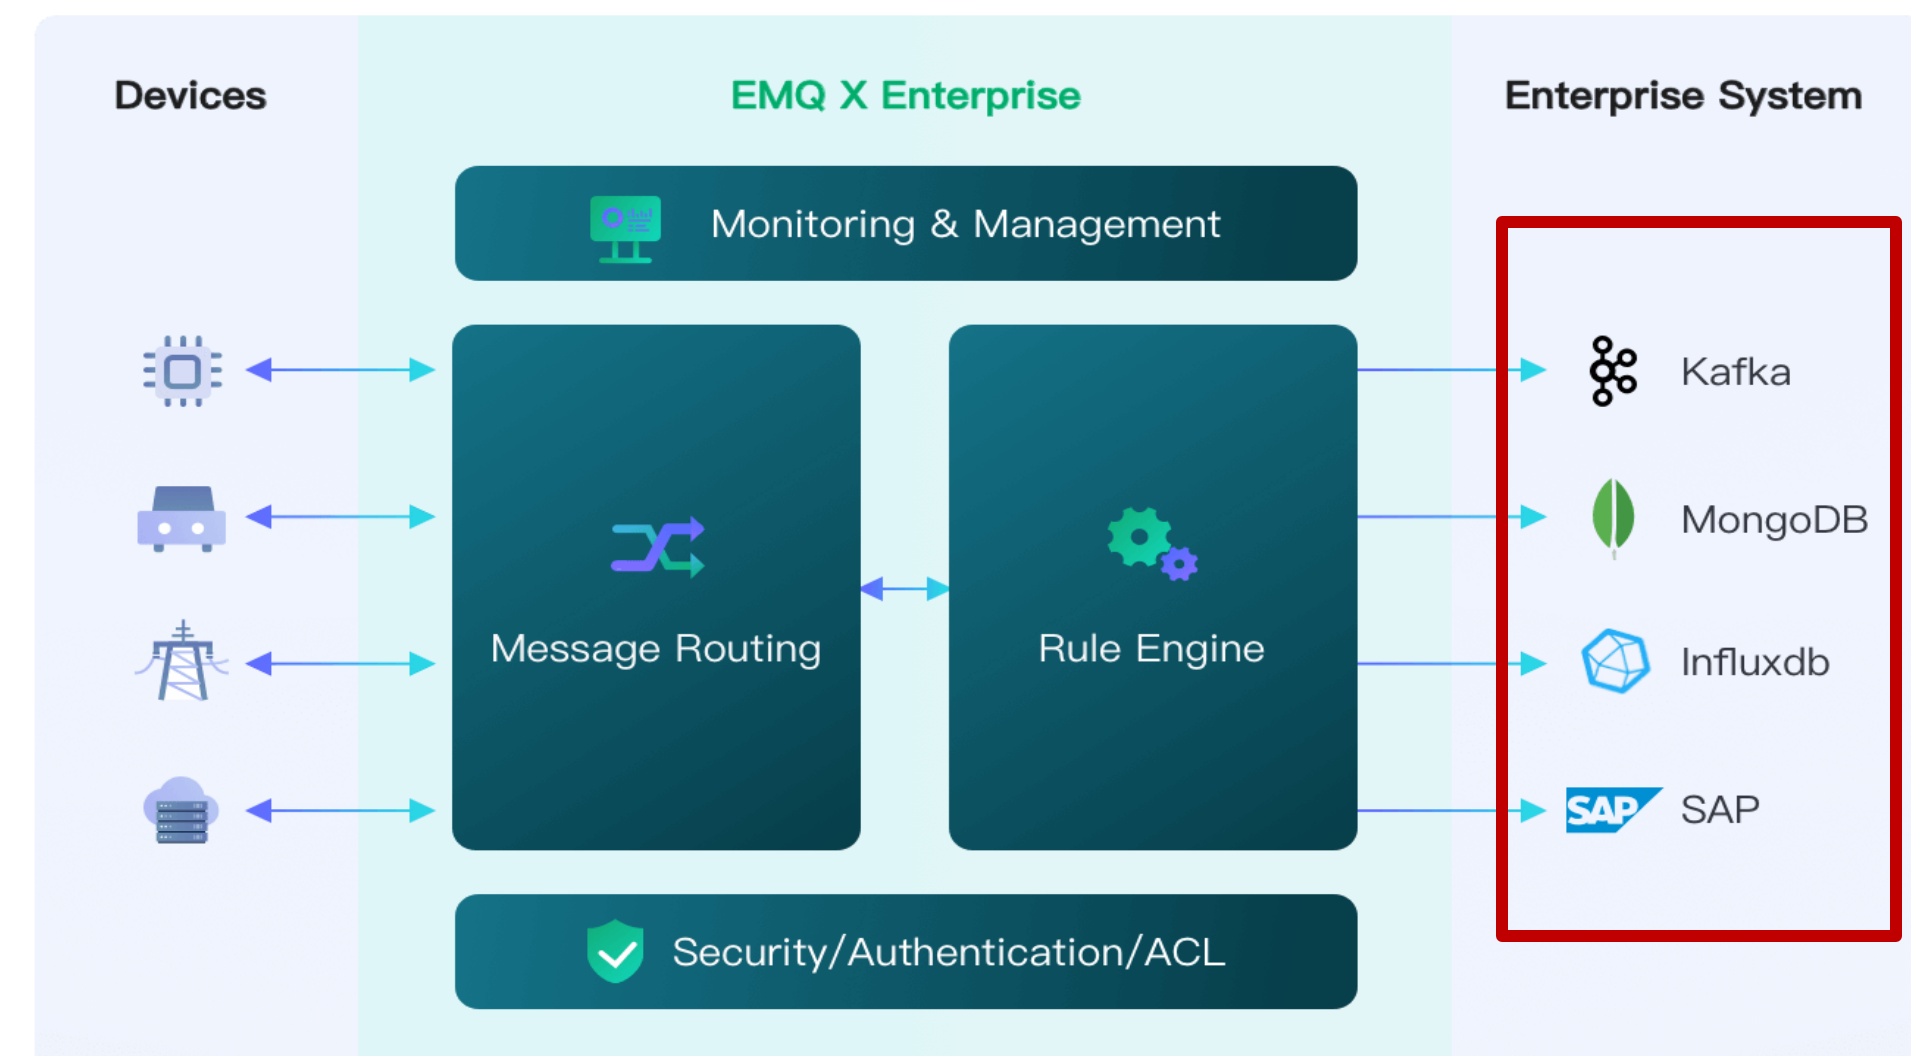 Devices
EMQ X Enterprise
Enterprise System
Monitoring & Management
Message Routing
Rule Engine
Kafka
MongoDB
Influxdb
SAP SAP
Security/Authentication/ACL